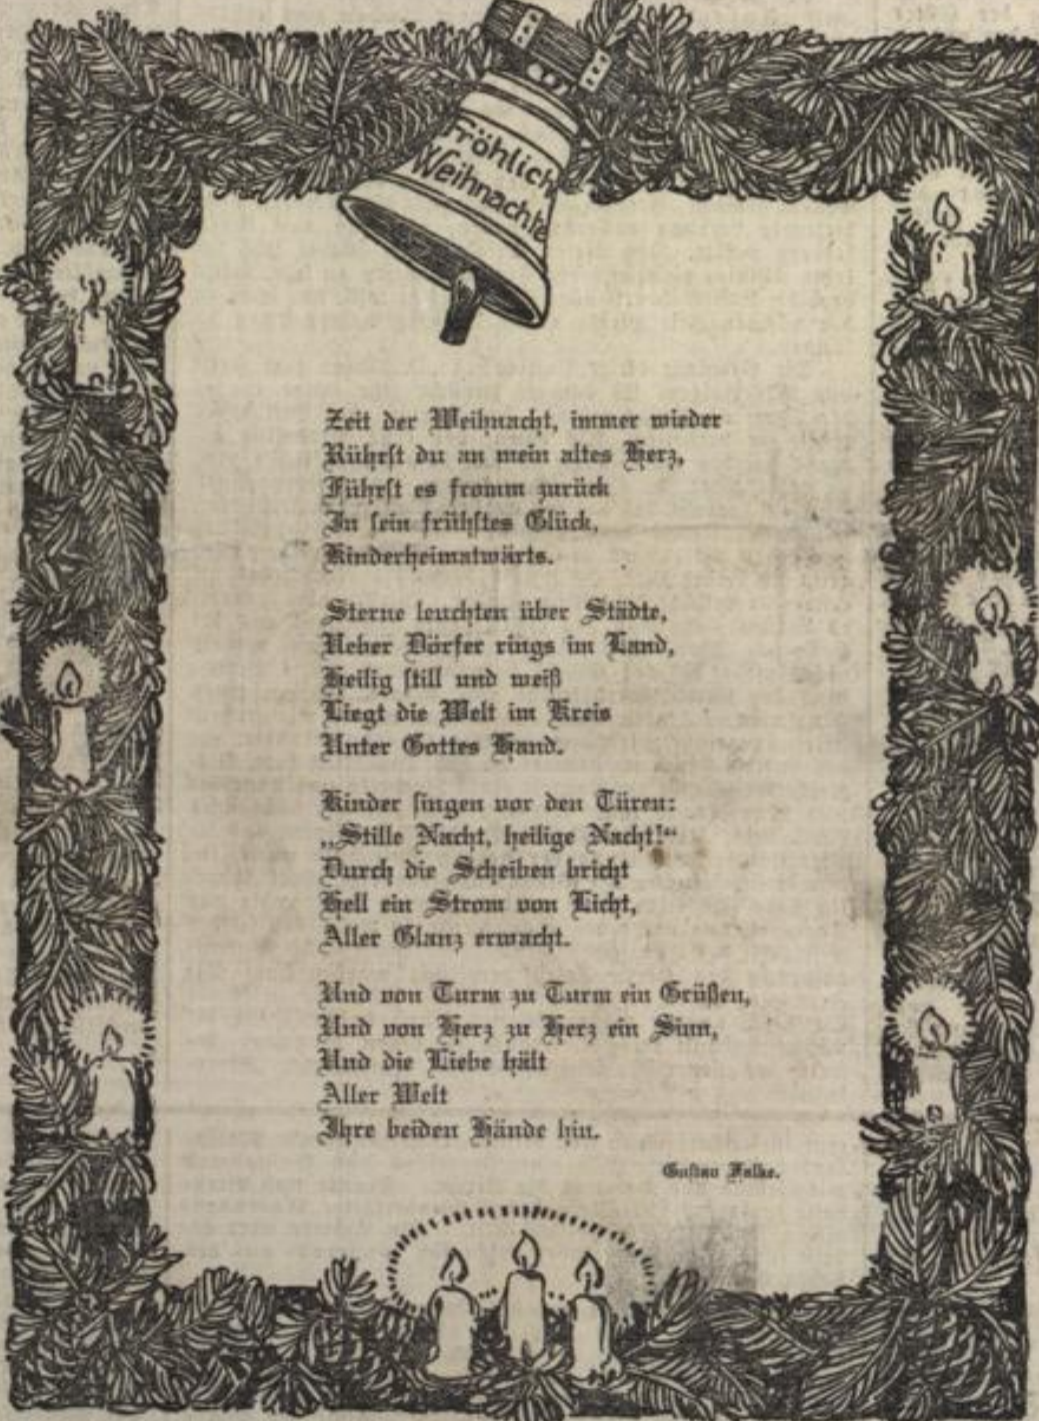 Fröhliche
Weihnachte
Zeit der Weihnacht, immer wieder
Rührst du an mein altes Herz,
Führst es fromm zurück
In sein frühstes Glück,
Kinderheimatwärts.
Sterne leuchten über Städte,
Ueber Dörfer rings im Land,
Heilig still und weiß
Liegt die Welt im Kreis
Unter Gottes Hand.
Kinder singen vor den Türen:
„Stille Nacht, heilige Nacht!“
Durch die Scheiben bricht
Hell ein Strom von Licht,
Aller Glanz erwacht.
Und von Turm zu Turm ein Grüßen,
Und von Herz zu Herz ein Sinn,
Und die Liebe hält
Aller Welt
Ihre beiden Hände hin.
Gustav Falke.